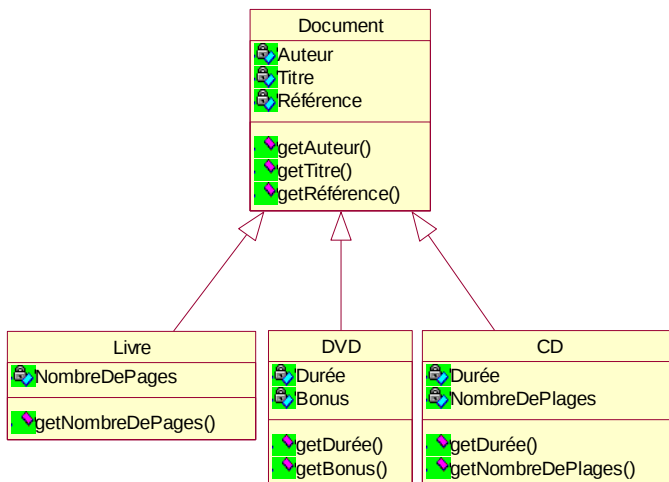 Document
Auteur
Titre
Référence
getAuteur()
getTitre()
getRéférence()
Livre
NombreDePages
getNombreDePages()
DVD
Durée
Bonus
getDurée()
getBonus()
CD
Durée
NombreDePlages
getDurée()
getNombreDePlages()